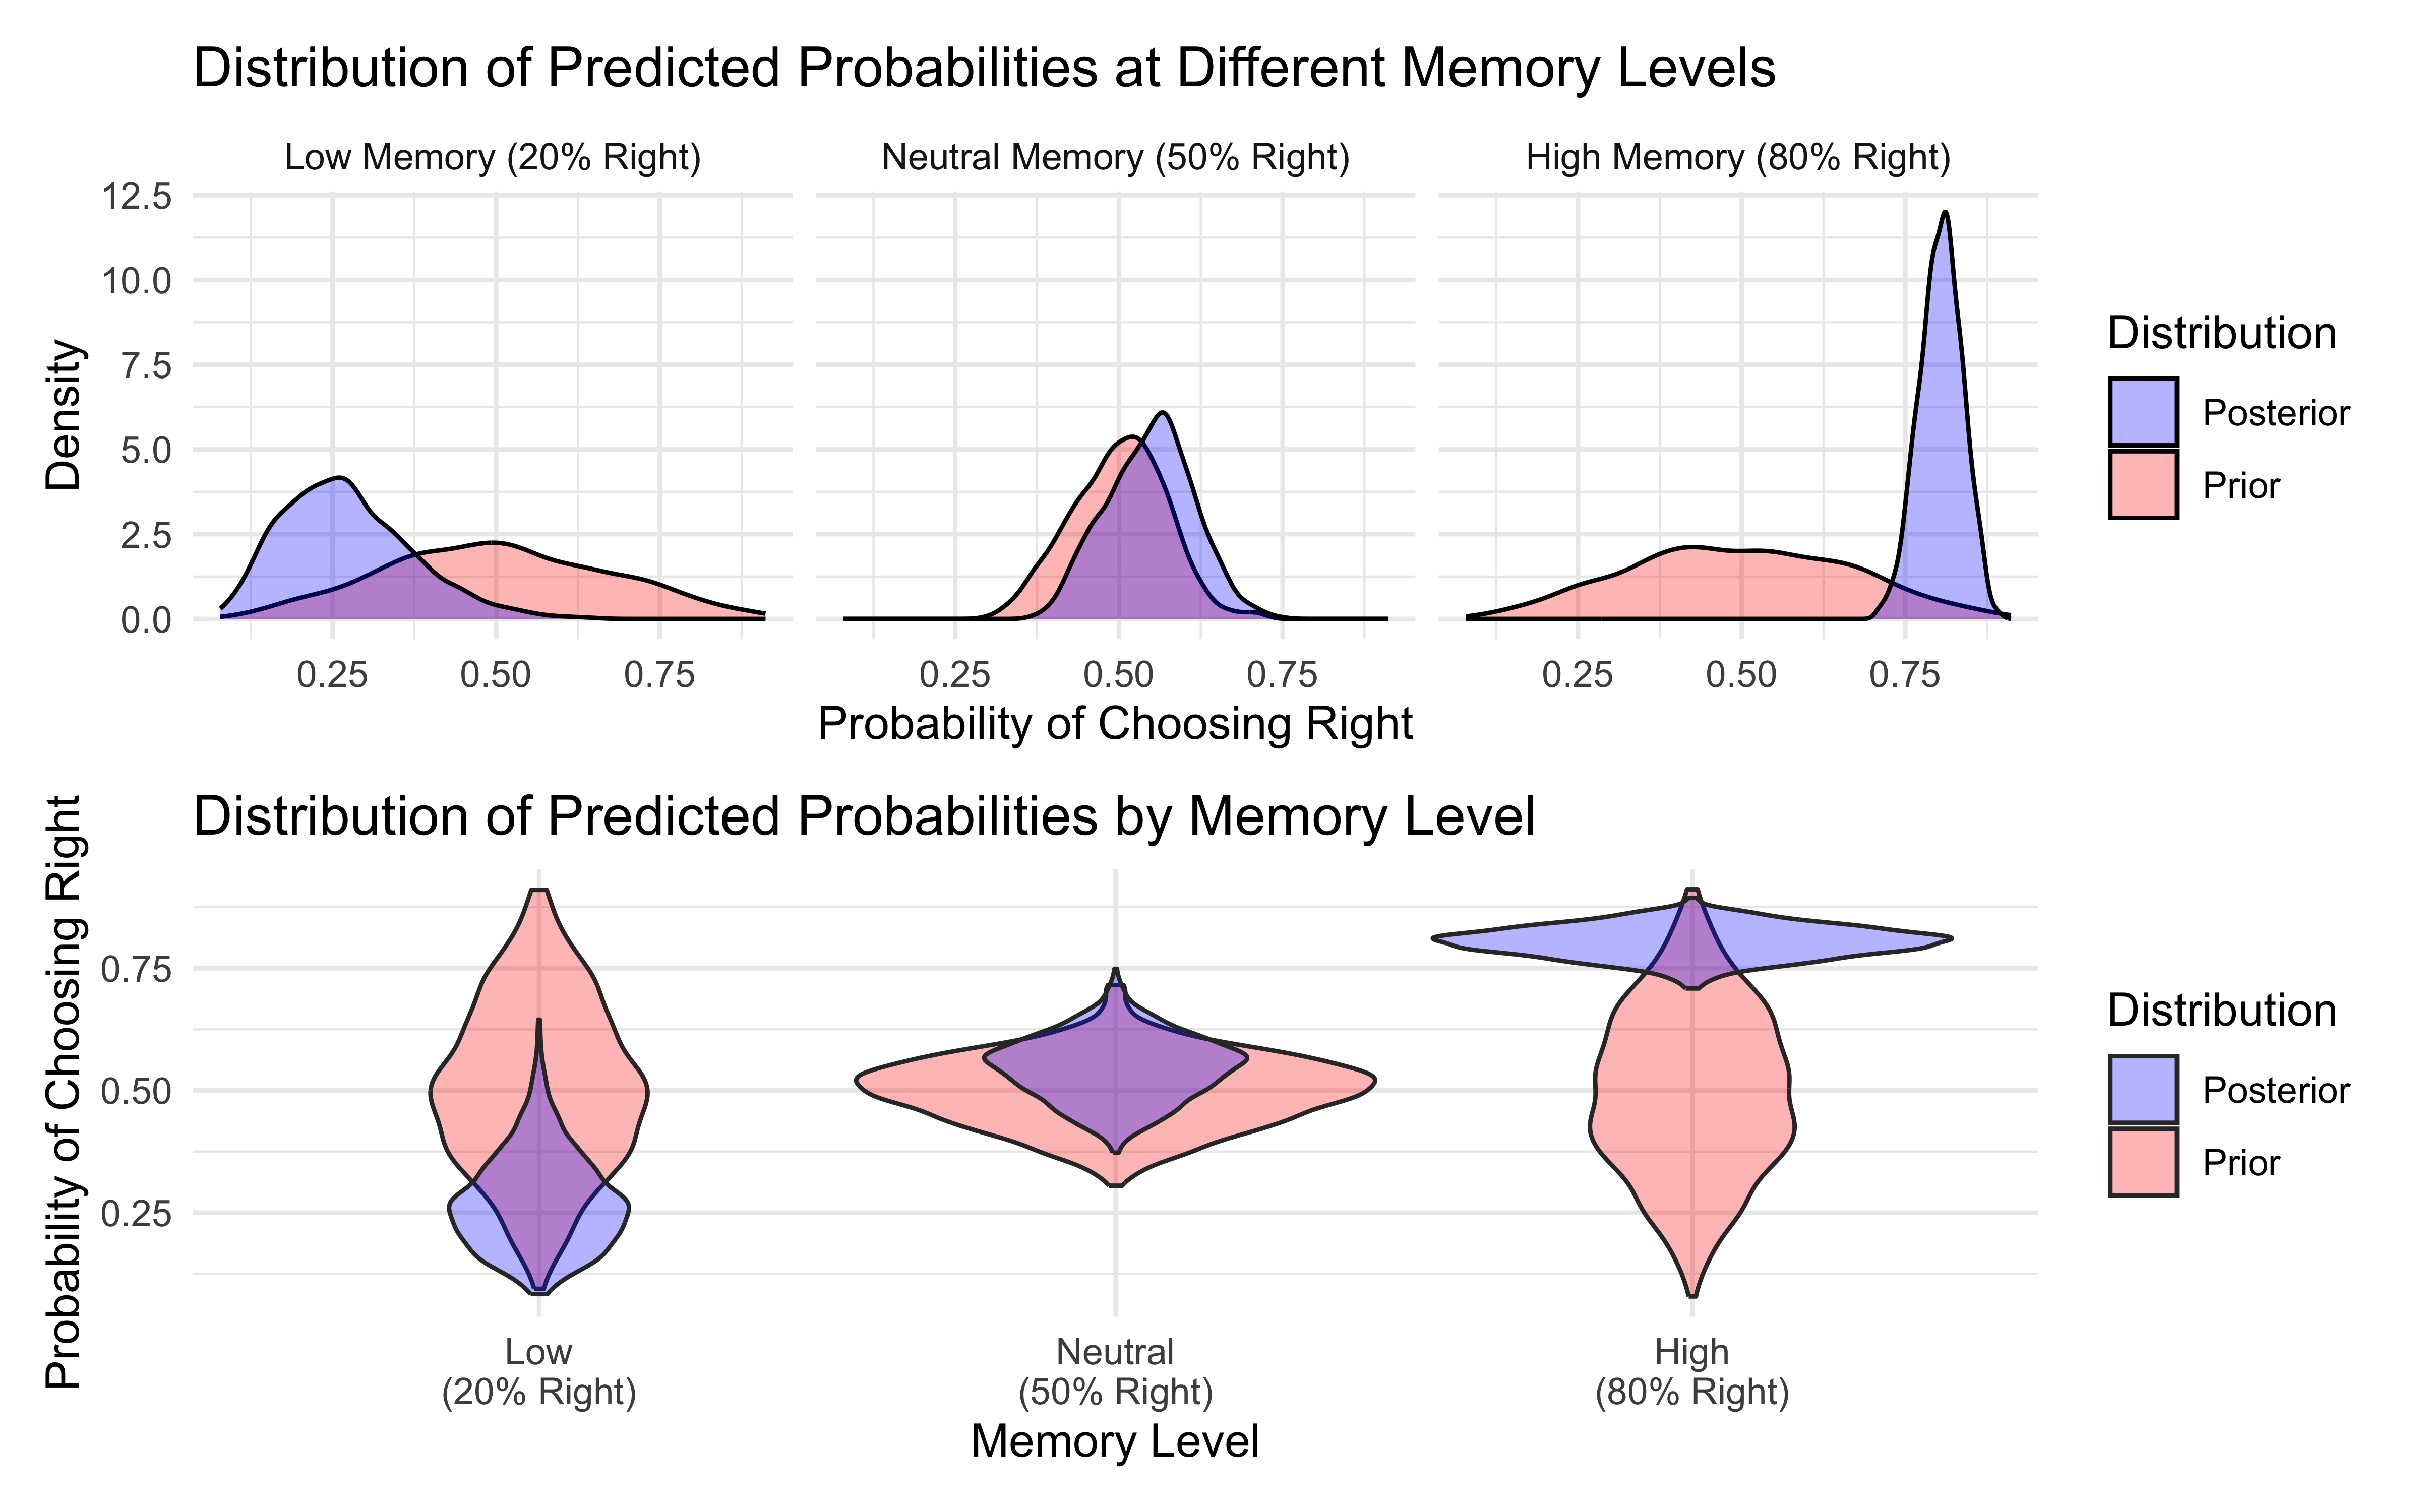 Distribution of Predicted Probabilities at Different Memory Levels
Low Memory (20% Right)
Neutral Memory (50% Right)
High Memory (80% Right)
Density
12.5
10.0
7.5
5.0
2.5
0.0
0.25 0.50 0.75
0.25 0.50 0.75
0.25 0.50 0.75
Probability of Choosing Right
Distribution
Posterior
Prior
Distribution of Predicted Probabilities by Memory Level
Probability of Choosing Right
0.75
0.50
0.25
Low
(20% Right)
Neutral
(50% Right)
High
(80% Right)
Memory Level
Distribution
Posterior
Prior